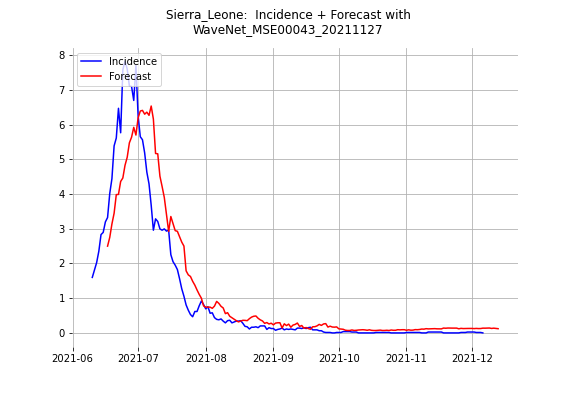 Sierra_Leone:  Incidence + Forecast with
WaveNet_MSE00043_20211127
8
7
6
5
4
3
2
1
0
Incidence
Forecast
2021-06 2021-07 2021-08 2021-09 2021-10 2021-11 2021-12